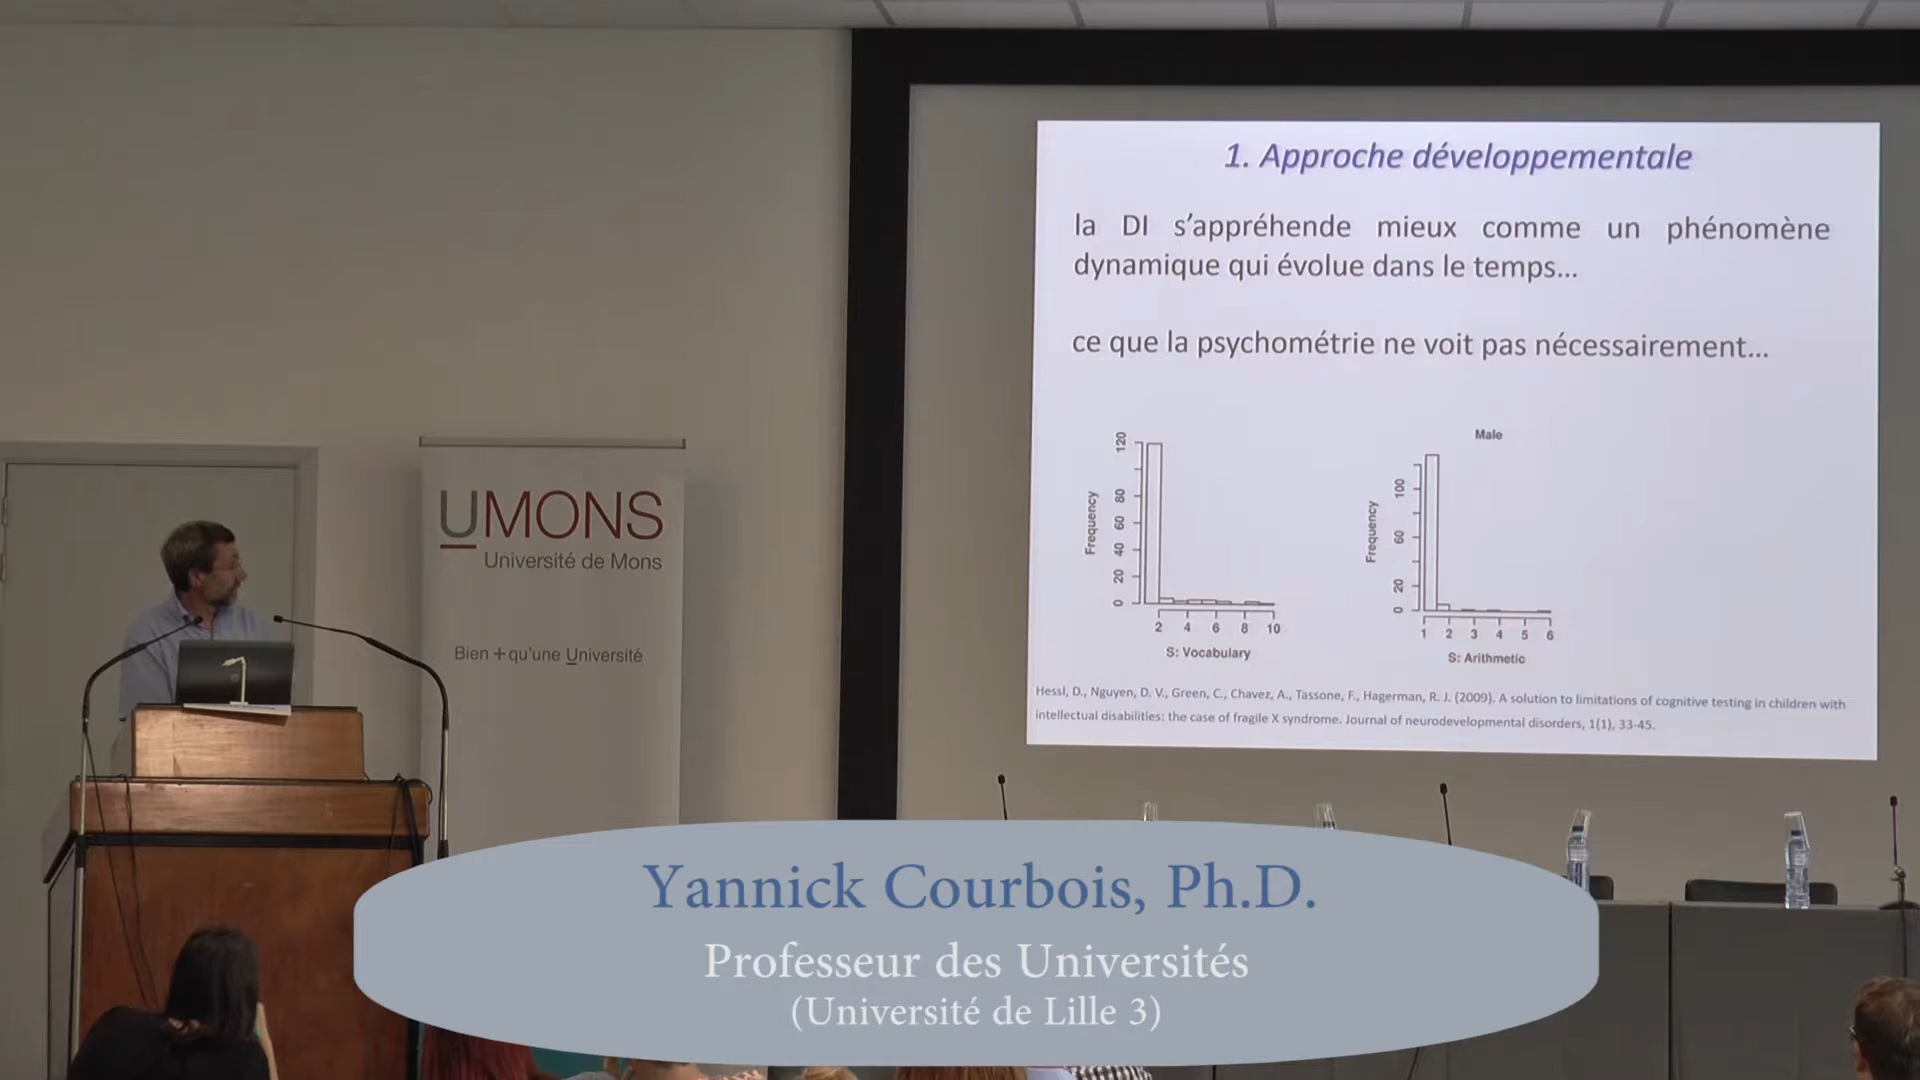 1. Approche développementale
la DI s'appréhende mieux comme un phénomène
dynamique qui évolue dans le temps...
ce que la psychométrie ne voit pas nécessairement...
Frequency
0 20 40 60 80 120
2 4 6 8 10
S: Vocabulary
Male
Frequency
0 20 60 100
1 2 3 4 5 6
S: Arithmetic
Hessl, D., Nguyen, D. V., Green, C., Chavez, A., Tassone, F., Hagerman, R. J. (2009). A solution to limitations of cognitive testing in children with
intellectual disabilities: the case of fragile X syndrome. Journal of neurodevelopmental disorders, 1(1), 33-45.
UMONS
Université de Mons
Bien + qu'une Université
Yannick Courbois, Ph.D.
Professeur des Universités
(Université de Lille 3)